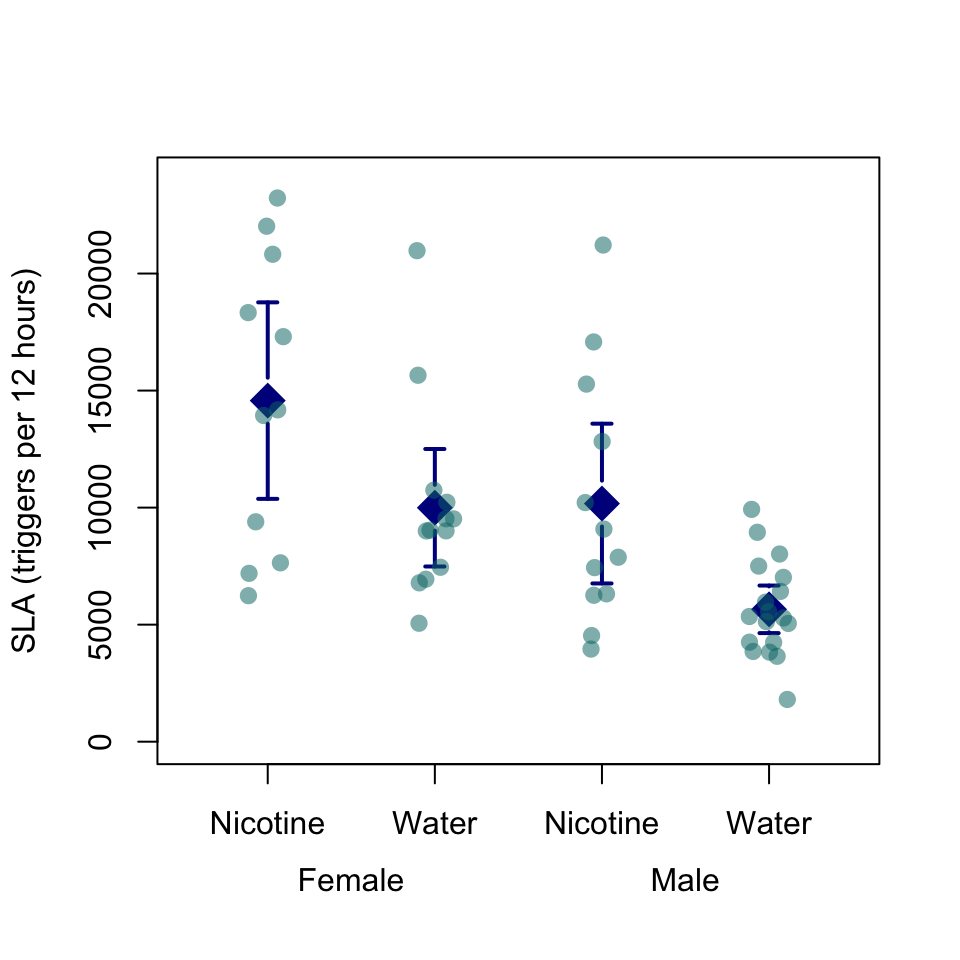 SLA (triggers per 12 hours)
20000
15000
10000
5000
0
Nicotine Water Nicotine Water
Female Male